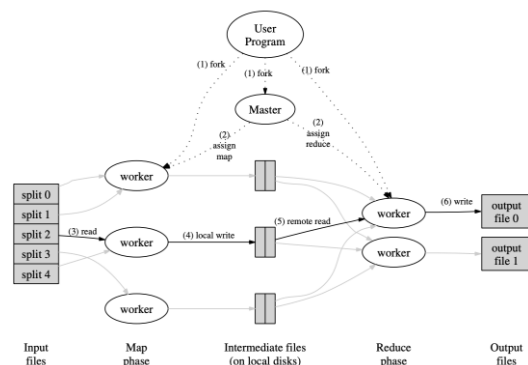 User
Program
(1) fork
(1) fork
(1) fork
Master
(2)
assign
map
(2)
assign
reduce
worker
split 0
split 1
split 2
split 3
split 4
(3) read
worker
(4) local write
(5) remote read
worker
(6) write
output
file 0
worker
output
file 1
worker
Input
files
Map
phase
Intermediate files
(on local disks)
Reduce
phase
Output
files